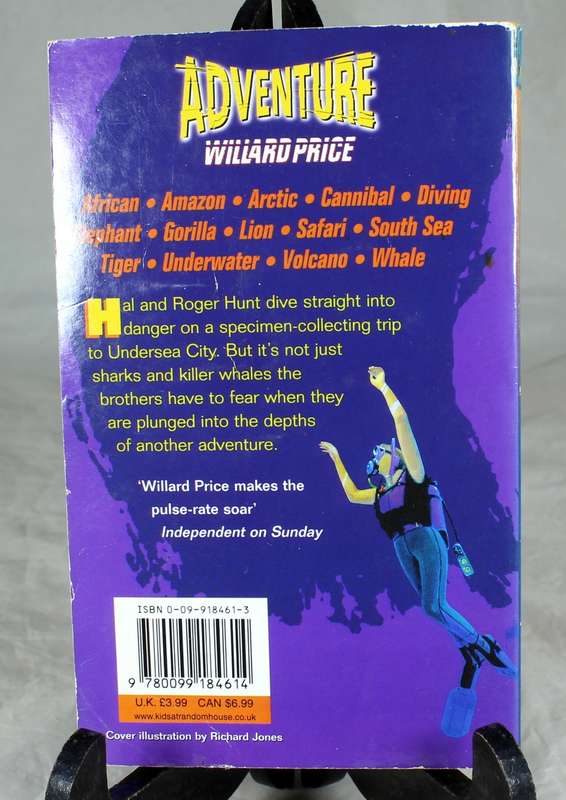 ADVENTURE
WILLARD PRICE
African • Amazon • Arctic • Cannibal • Diving
Elephant • Gorilla • Lion • Safari • South Sea
Tiger • Underwater • Volcano • Whale
Hal and Roger Hunt dive straight into
danger on a specimen-collecting trip
to Undersea City. But it's not just
sharks and killer whales the
brothers have to fear when they
are plunged into the depths
of another adventure.
'Willard Price makes the
pulse-rate soar'
Independent on Sunday
ISBN 0-09-918461-3
9 780099 184614
U.K. £3.99 CAN $6.99
www.kidsatrandomhouse.co.uk
Cover illustration by Richard Jones